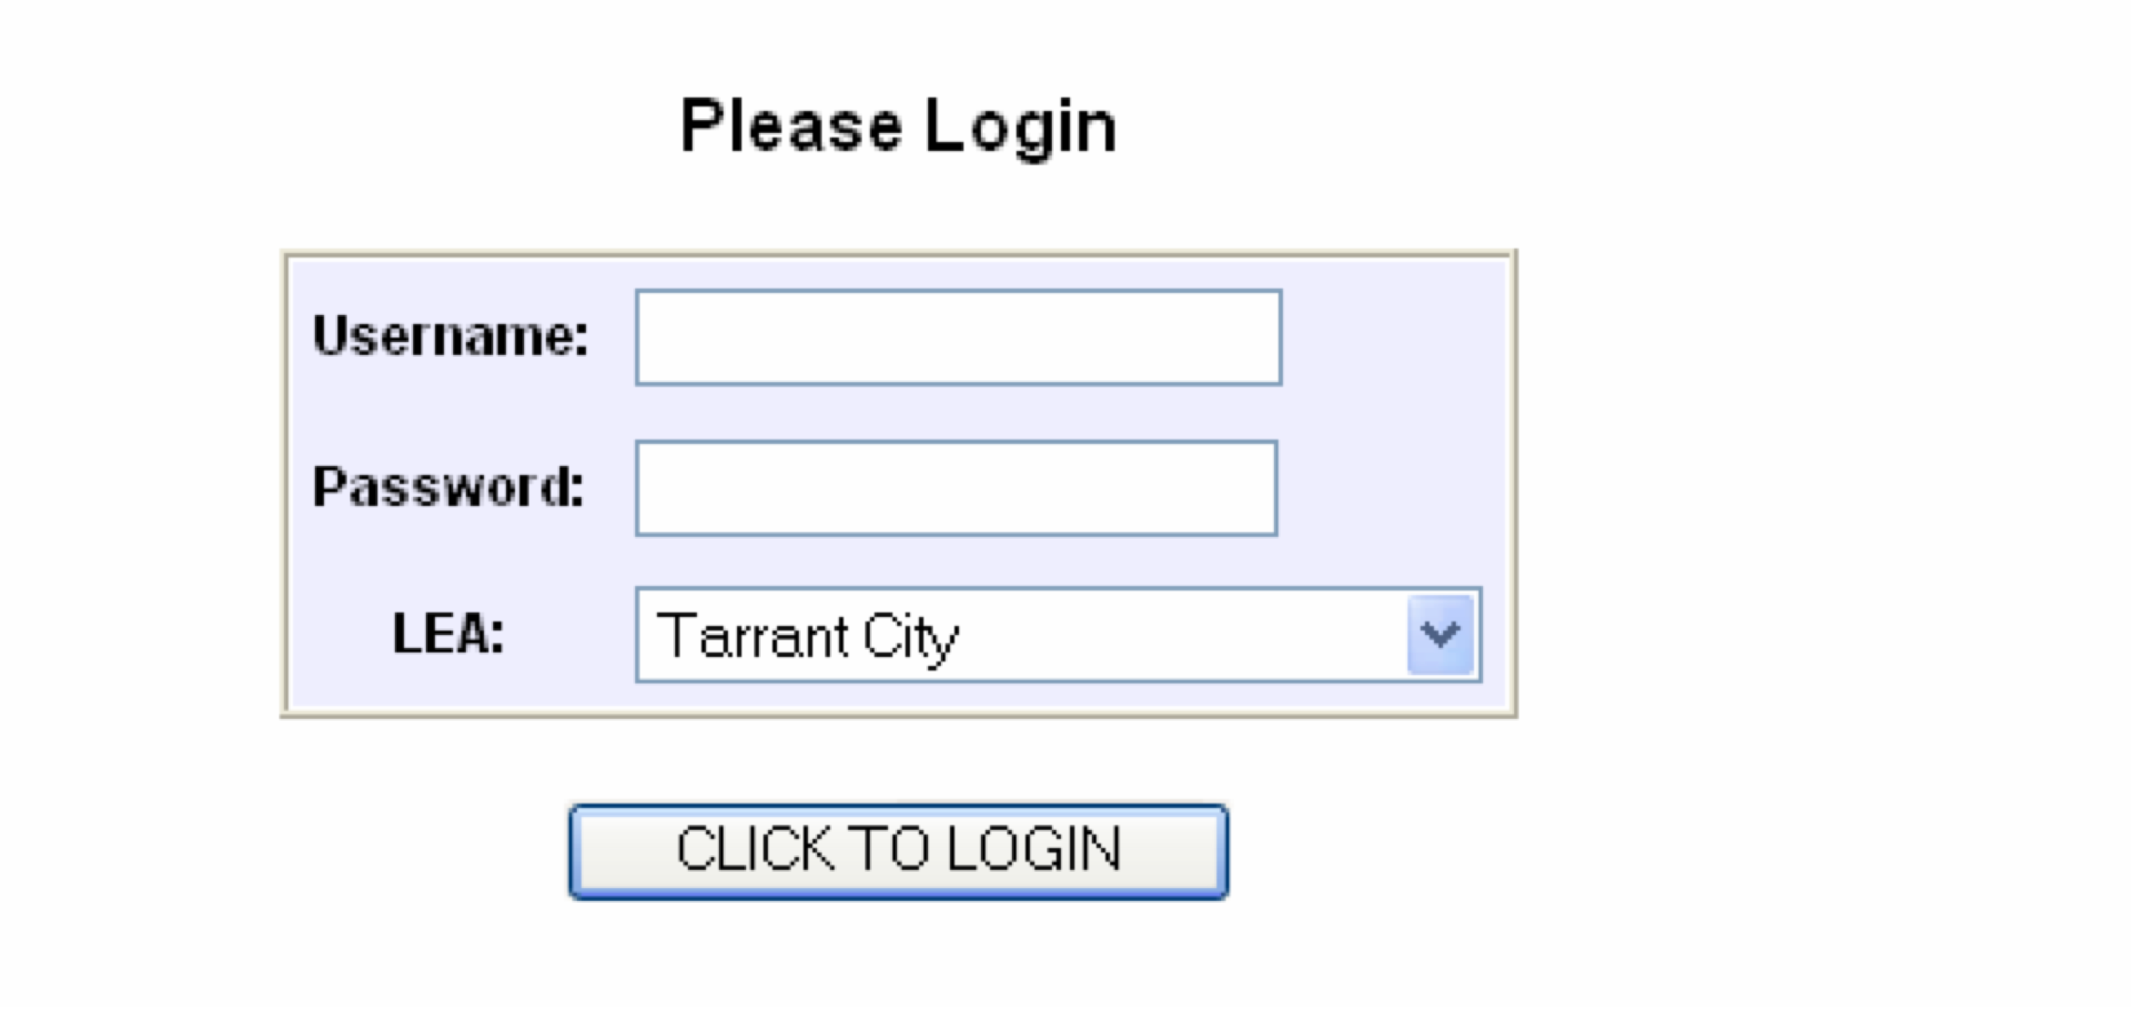 Please Login
Username:
Password:
LEA: Tarrant City
CLICK TO LOGIN